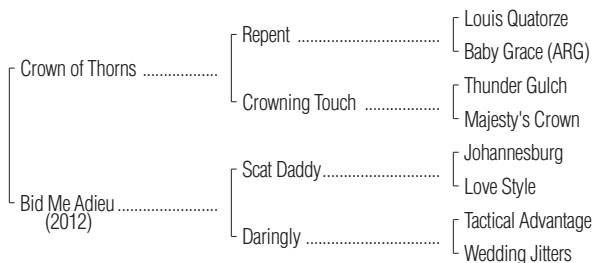 Louis Quatorze
Repent ........................................
Baby Grace (ARG)
Crown of Thorns ..................
Thunder Gulch
Crowning Touch .....................
Majesty's Crown
Johannesburg
Scat Daddy.................................
Love Style
Bid Me Adieu........................
(2012)
Tactical Advantage
Daringly .....................................
Wedding Jitters